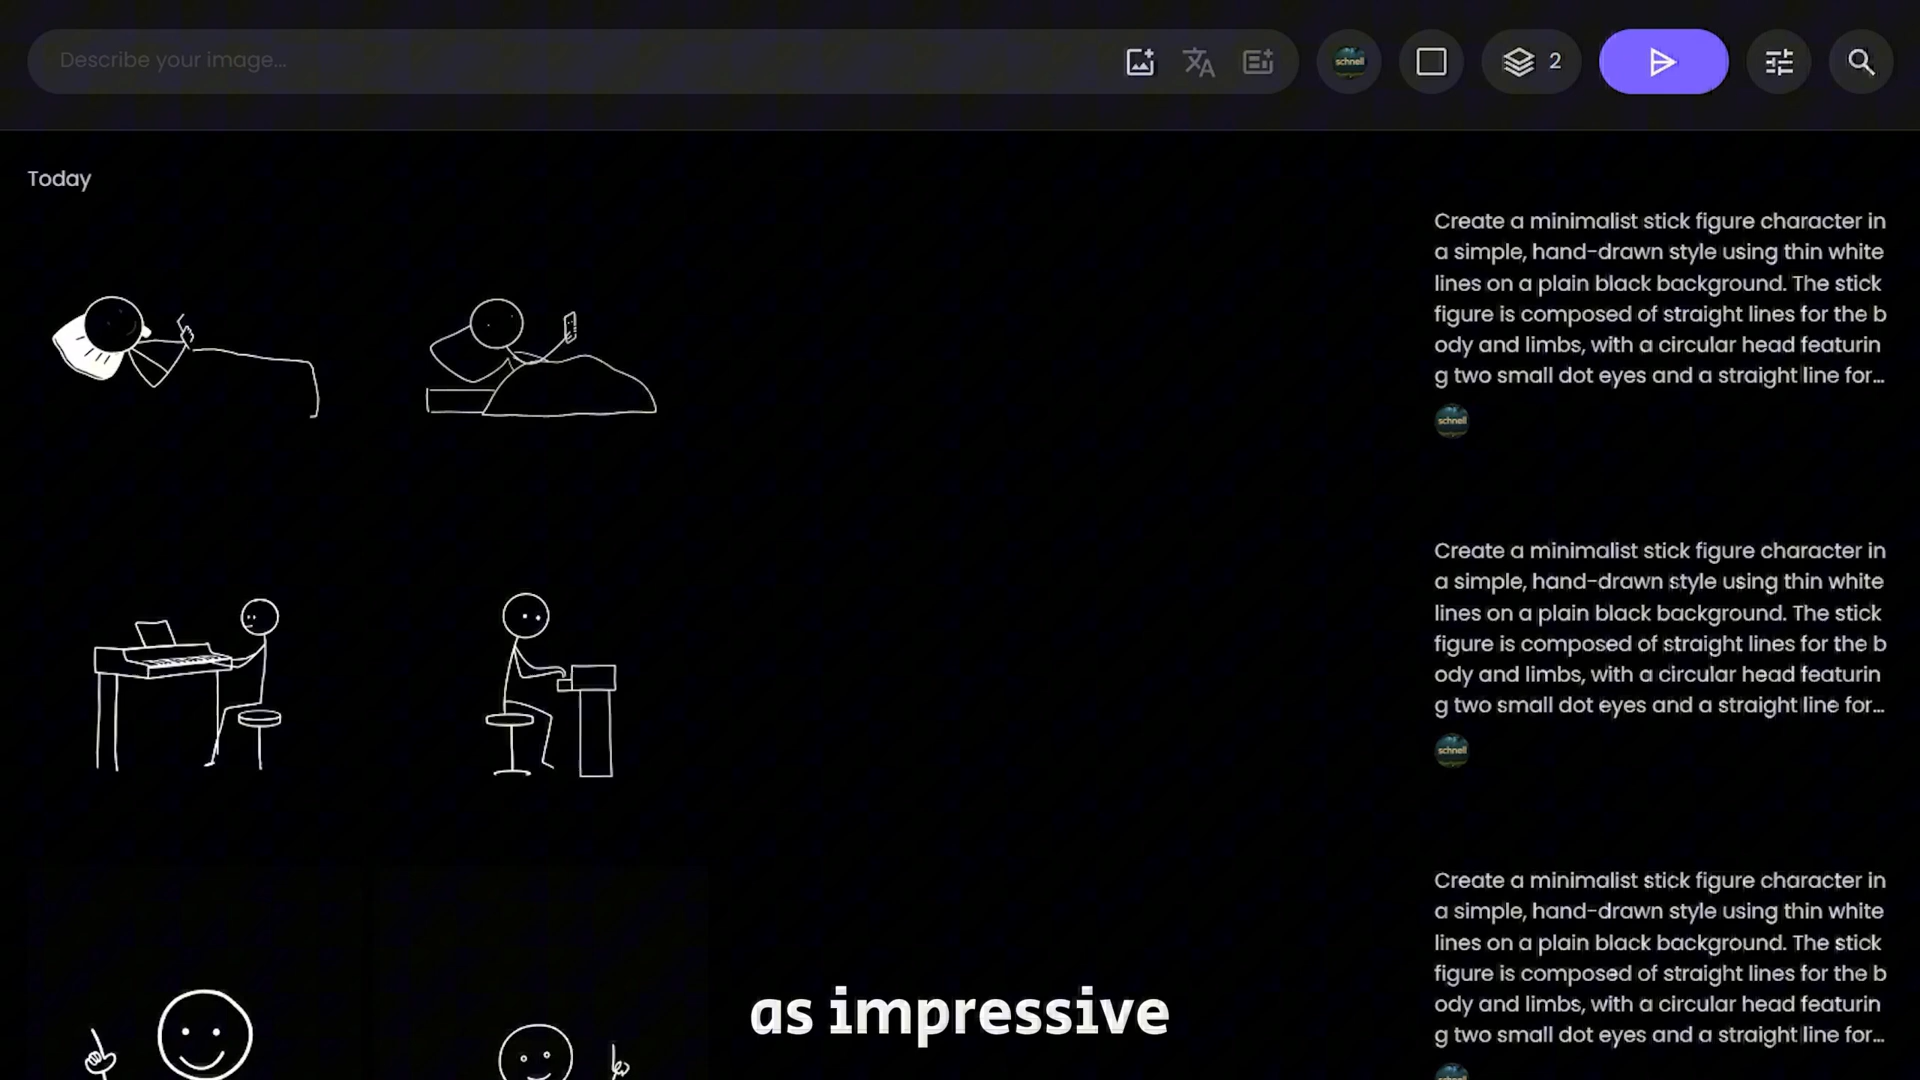 Describe your image...
schnell
2
Today
Create a minimalist stick figure character in
a simple, hand-drawn style using thin white
lines on a plain black background. The stick
figure is composed of straight lines for the b
ody and limbs, with a circular head featurin
g two small dot eyes and a straight line for...
schnell
Create a minimalist stick figure character in
a simple, hand-drawn style using thin white
lines on a plain black background. The stick
figure is composed of straight lines for the b
ody and limbs, with a circular head featurin
g two small dot eyes and a straight line for...
schnell
Create a minimalist stick figure character in
a simple, hand-drawn style using thin white
lines on a plain black background. The stick
figure is composed of straight lines for the b
ody and limbs, with a circular head featurin
g two small dot eyes and a straight line for...
as impressive